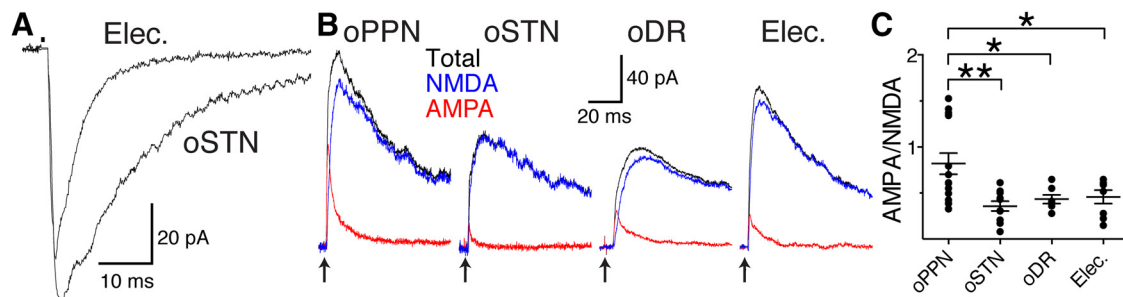 A.
Elec.
oSTN
20 pA
10 ms
B
oPPN
oSTN
oDR
Elec.
Total
NMDA
AMPA
40 pA
20 ms
C
AMPA/NMDA
2
1
*
*
**
oPPN
oSTN
oDR
Elec.